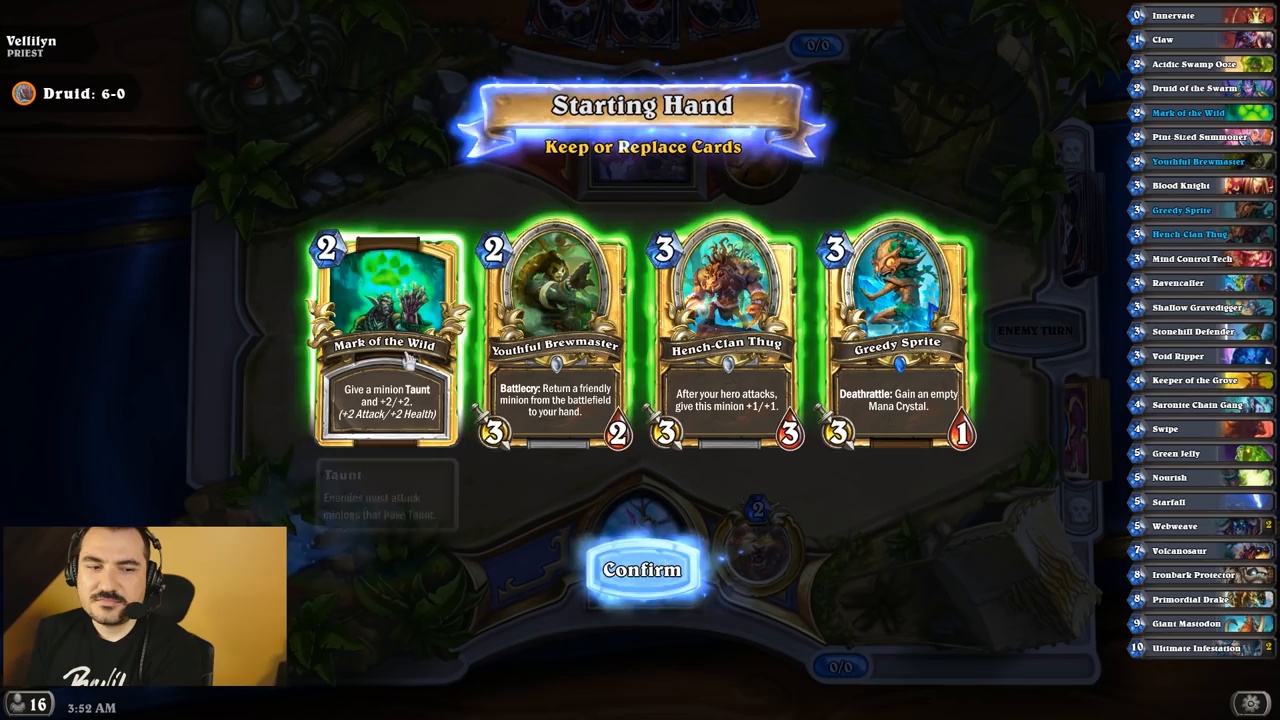 Vellilyn
PRIEST
Druid: 6-0
0/0
Starting Hand
Keep or Replace Cards
2
Mark of the Wild
Give a minion Taunt
and +2/+2.
(+2 Attack/+2 Health)
2
Youthful Brewmaster
Battlecry: Return a friendly
minion from the battlefield
to your hand.
3
2
3
Hench-Clan Thug
After your hero attacks,
give this minion +1/+1.
3
3
3
Greedy Sprite
Deathrattle: Gain an empty
Mana Crystal.
3
1
ENEMY TURN
Taunt
Enemies must attack
minions that have Taunt.
2
Confirm
0/0
16
3:52 AM
0 Innervate
1 Claw
2 Acidic Swamp Ooze
2 Druid of the Swarm
2 Mark of the Wild
2 Pint-Sized Summoner
2 Youthful Brewmaster
3 Blood Knight
3 Greedy Sprite
3 Hench-Clan Thug
3 Mind Control Tech
3 Ravencaller
3 Shallow Gravedigger
3 Stonehill Defender
3 Void Ripper
4 Keeper of the Grove
4 Saronite Chain Gang
4 Swipe
5 Green Jelly
5 Nourish
5 Starfall
5 Webweave 2
7 Volcanosaur
8 Ironbark Protector
8 Primordial Drake
9 Giant Mastodon
10 Ultimate Infestation 2